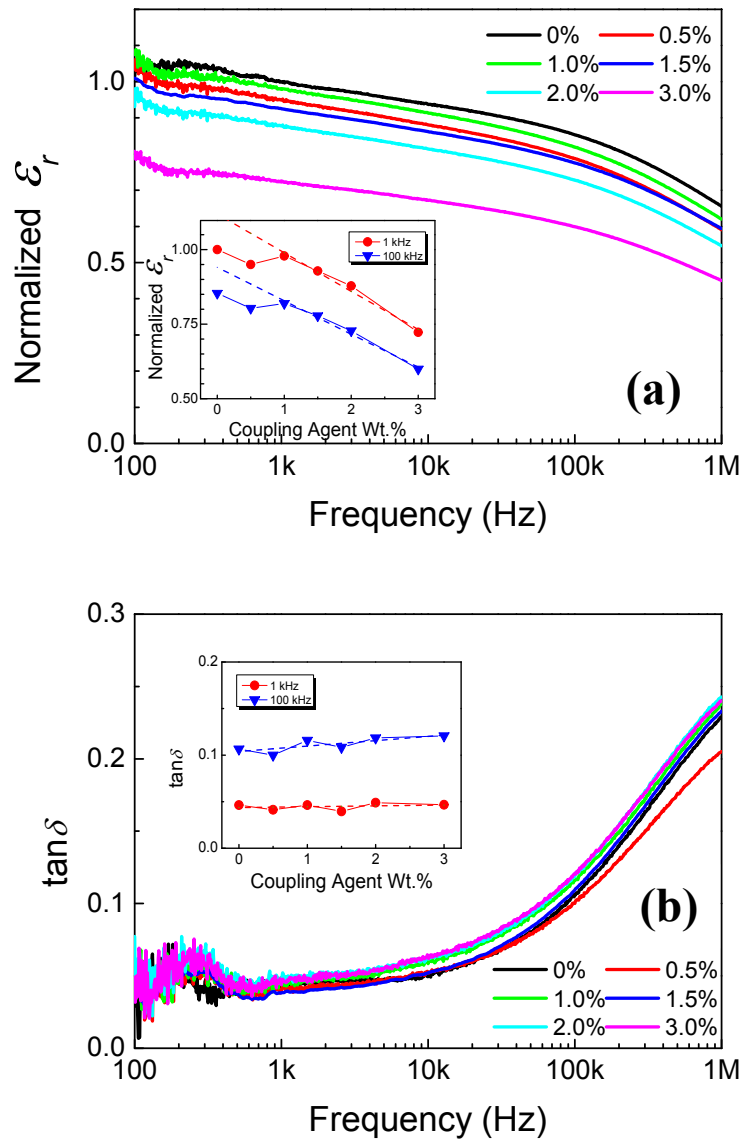 0% 0.5%
1.0% 1.5%
2.0% 3.0%
1.0
0.5
0.0
Normalized εr
1 kHz
100 kHz
1.00
0.75
0.50
Normalized εr
0 1 2 3
Coupling Agent Wt.%
(a)
100 1k 10k 100k 1M
Frequency (Hz)
0.3
0.2
0.1
0.0
tanδ
0.2
0.1
0.0
tanδ
1 kHz
100 kHz
0 1 2 3
Coupling Agent Wt.%
(b)
0% 0.5%
1.0% 1.5%
2.0% 3.0%
100 1k 10k 100k 1M
Frequency (Hz)